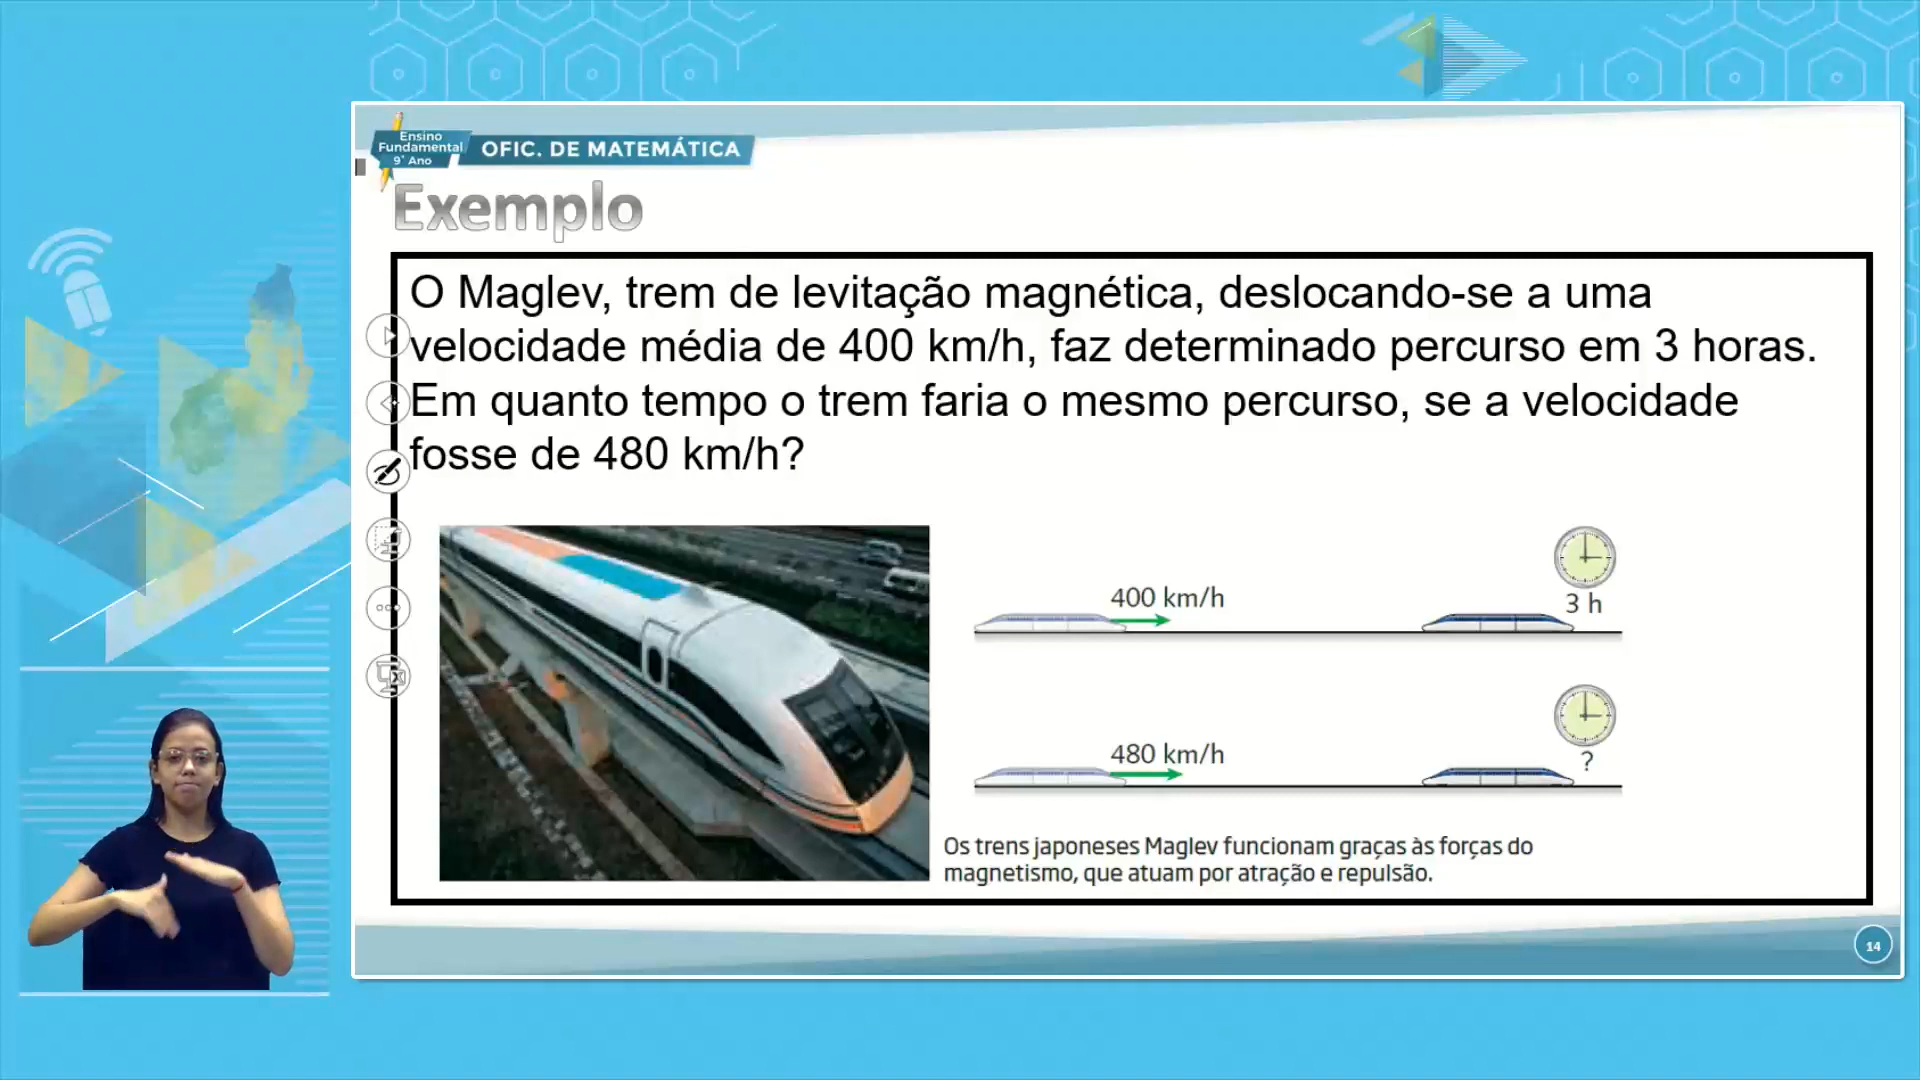 Ensino
Fundamental
9° Ano
OFIC. DE MATEMÁTICA
Exemplo
O Maglev, trem de levitação magnética, deslocando-se a uma
velocidade média de 400 km/h, faz determinado percurso em 3 horas.
Em quanto tempo o trem faria o mesmo percurso, se a velocidade
fosse de 480 km/h?
400 km/h
3 h
480 km/h
?
Os trens japoneses Maglev funcionam graças às forças do
magnetismo, que atuam por atração e repulsão.
14